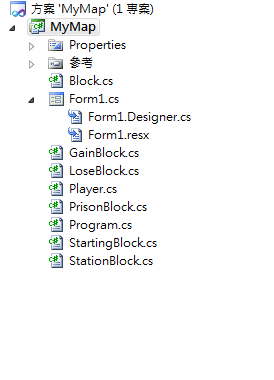 方案 'MyMap' (1 專案)
MyMap
Properties
參考
Block.cs
Form1.cs
Form1.Designer.cs
Form1.resx
GainBlock.cs
LoseBlock.cs
Player.cs
PrisonBlock.cs
Program.cs
StartingBlock.cs
StationBlock.cs